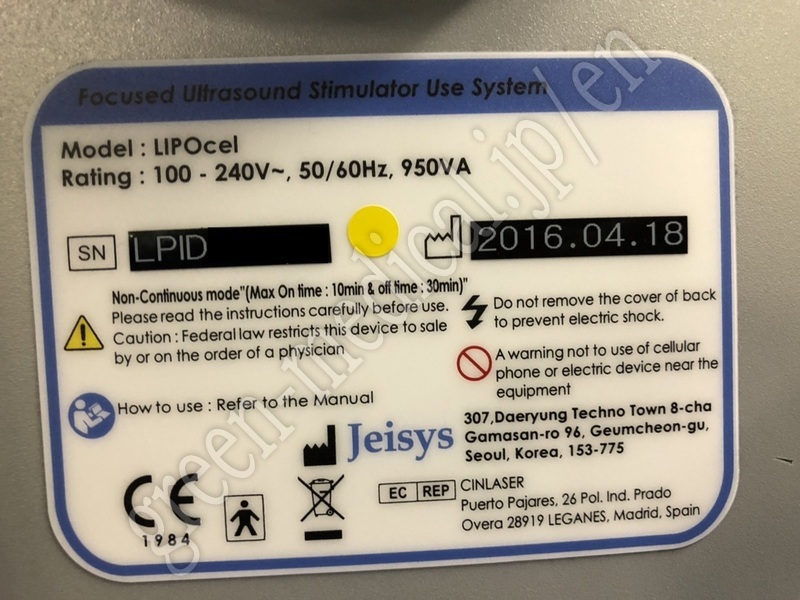 Focused Ultrasound Stimulator Use System
Model : LIPOcel
Rating : 100 - 240V~, 50/60Hz, 950VA
SN LPID
2016.04.18
Non-Continuous mode"(Max On time : 10min & off time : 30min)"
Please read the instructions carefully before use.
Caution : Federal law restricts this device to sale
by or on the order of a physician
Do not remove the cover of back
to prevent electric shock.
A warning not to use of cellular
phone or electric device near the
equipment
How to use : Refer to the Manual
Jeisys
307,Daeryung Techno Town 8-cha
Gamasan-ro 96, Geumcheon-gu,
Seoul, Korea, 153-775
CE
1984
EC REP
CINLASER
Puerto Pajares, 26 Pol. Ind. Prado
Overa 28919 LEGANES, Madrid, Spain
green-medical.jp/en